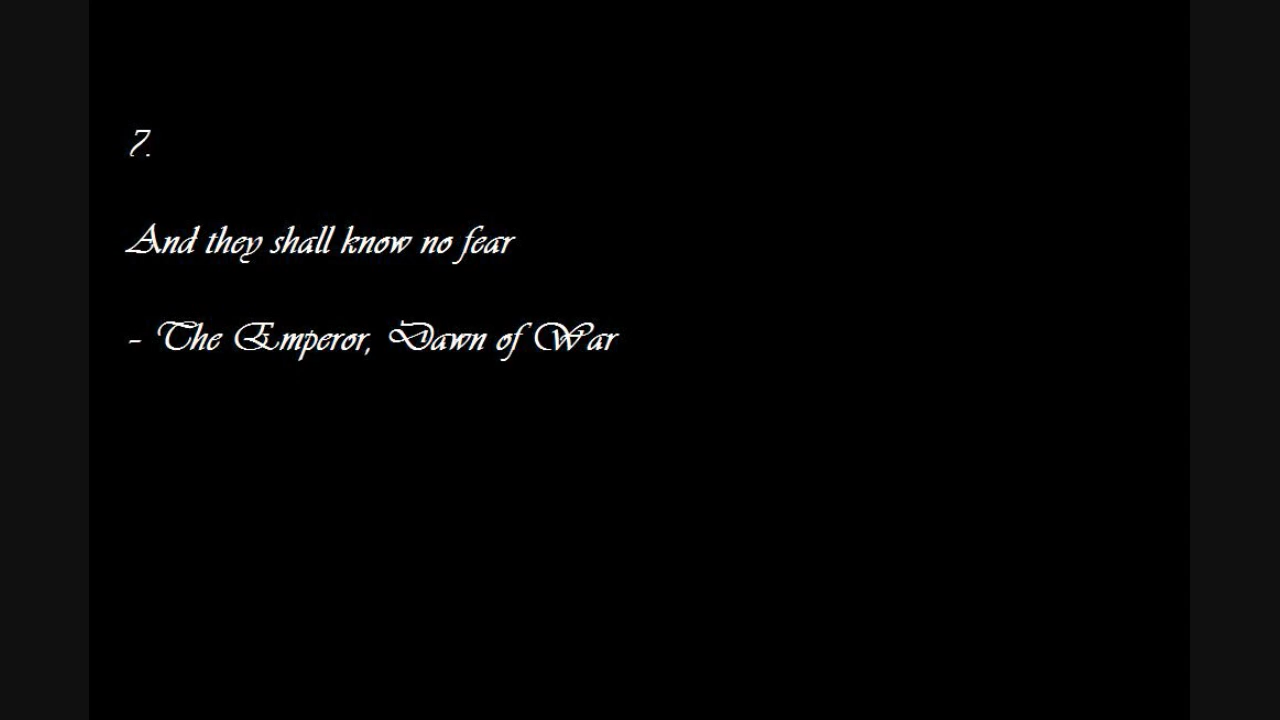 7.
And they shall know no fear
- The Emperor, Dawn of War